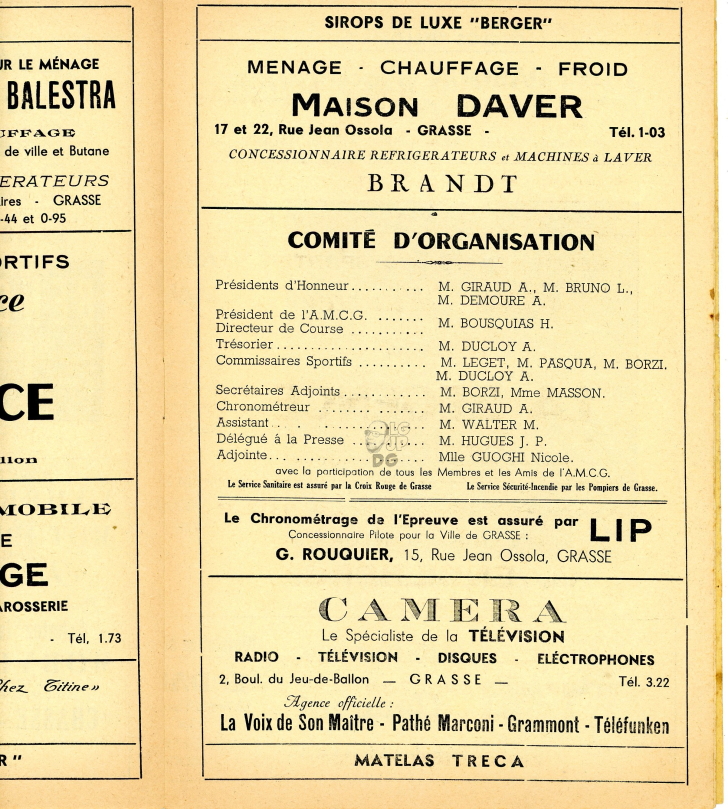 UR LE MÉNAGE
BALESTRA
UFFAGE
de ville et Butane
ERATEURS
ires - GRASSE
-44 et 0-95
ORTIFS
ce
CE
llon
MOBILE
E
GE
AROSSERIE
- Tél, 1.73
Chez Titine»
R"
SIROPS DE LUXE "BERGER"
MENAGE - CHAUFFAGE - FROID
MAISON DAVER
17 et 22, Rue Jean Ossola - GRASSE - Tél. 1-03
CONCESSIONNAIRE REFRIGERATEURS et MACHINES à LAVER
BRANDT
COMITÉ D'ORGANISATION
Présidents d'Honneur........... M. GIRAUD A., M. BRUNO L.,
M. DEMOURE A.
Président de l'A.M.C.G. .......
Directeur de Course ........... M. BOUSQUIAS H.
Trésorier...................... M. DUCLOY A.
Commissaires Sportifs .......... M. LEGET, M. PASQUA, M. BORZI.
M. DUCLOY A.
Secrétaires Adjoints............ M. BORZI, Mme MASSON.
Chronométreur ........ ........ M. GIRAUD A.
Assistant. . . ............... M. WALTER M.
Délégué á la Presse ............ M. HUGUES J. P.
Adjointe... ................... Mlle GUOGHI Nicole.
avec la participation de tous les Membres et les Amis de l'A.M.C.G.
Le Service Sanitaire est assuré par la Croix Rouge de Grasse Le Service Sécurité-Incendie par les Pompiers de Grasse.
Le Chronométrage de l'Epreuve est assuré par LIP
Concessionnaire Pilote pour la Ville de GRASSE :
G. ROUQUIER, 15, Rue Jean Ossola, GRASSE
CAMERA
Le Spécialiste de la TÉLÉVISION
RADIO - TÉLÉVISION - DISQUES - ELÉCTROPHONES
2, Boul. du Jeu-de-Ballon — GRASSE — Tél. 3.22
Agence officielle :
La Voix de Son Maître - Pathé Marconi - Grammont - Téléfunken
MATELAS TRECA